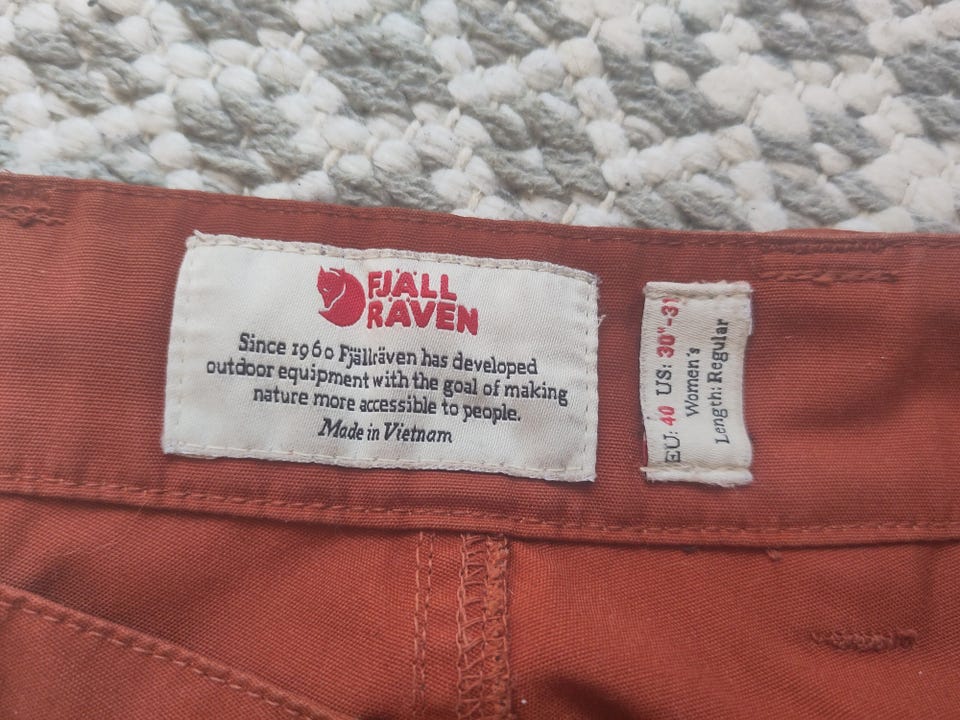 FJÄLL
RÄVEN
Since 1960 Fjällräven has developed
outdoor equipment with the goal of making
nature more accessible to people.
Made in Vietnam
EU: 40 US: 30"-31
Women's
Length: Regular